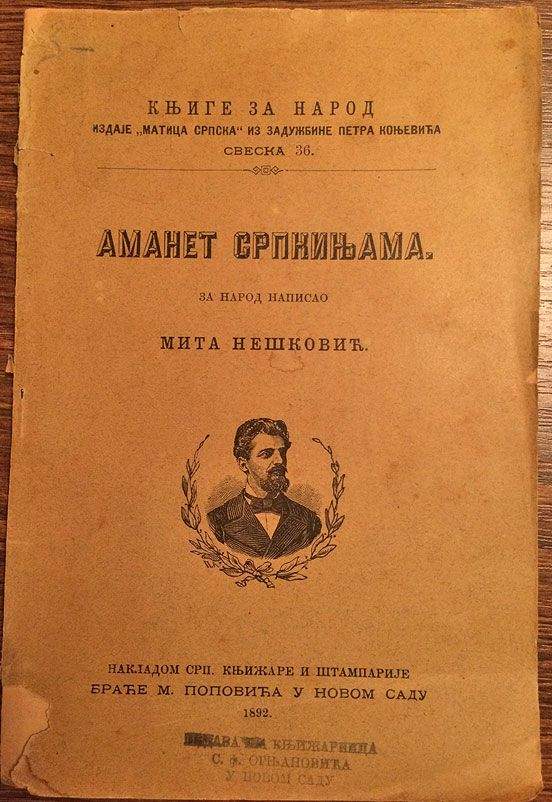 КЊИГЕ ЗА НАРОД
ИЗДАЈЕ „МАТИЦА СРПСКА“ ИЗ ЗАДУЖБИНЕ ПЕТРА КОЊЕВИЋА
СВЕСКА 36.
АМАНЕТ СРПКИЊАМА.
ЗА НАРОД НАПИСАО
МИТА НЕШКОВИЋ.
НАКЛАДОМ СРП. КЊИЖАРЕ И ШТАМПАРИЈЕ
БРАЋЕ М. ПОПОВИЋА У НОВОМ САДУ
1892.
КЊИЖАРНИЦА
С. Ф. ОГЊАНОВИЋА
У НОВОМ САДУ